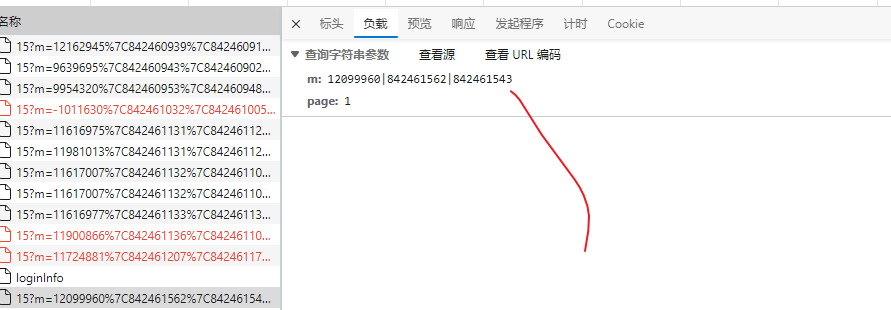 名称
× 标头 负载 预览 响应 发起程序 计时 Cookie
15?m=12162945%7C842460939%7C84246091...
▼ 查询字符串参数 查看源 查看 URL 编码
15?m=9639695%7C842460943%7C842460902...
m: 12099960|842461562|842461543
15?m=9954320%7C842460953%7C842460948...
page: 1
15?m=-1011630%7C842461032%7C842461005...
15?m=11616975%7C842461131%7C84246112...
15?m=11981013%7C842461131%7C84246112...
15?m=11617007%7C842461132%7C84246110...
15?m=11617007%7C842461132%7C84246110...
15?m=11616977%7C842461133%7C84246113...
15?m=11900866%7C842461136%7C84246110...
15?m=11724881%7C842461207%7C84246117...
loginInfo
15?m=12099960%7C842461562%7C84246154...